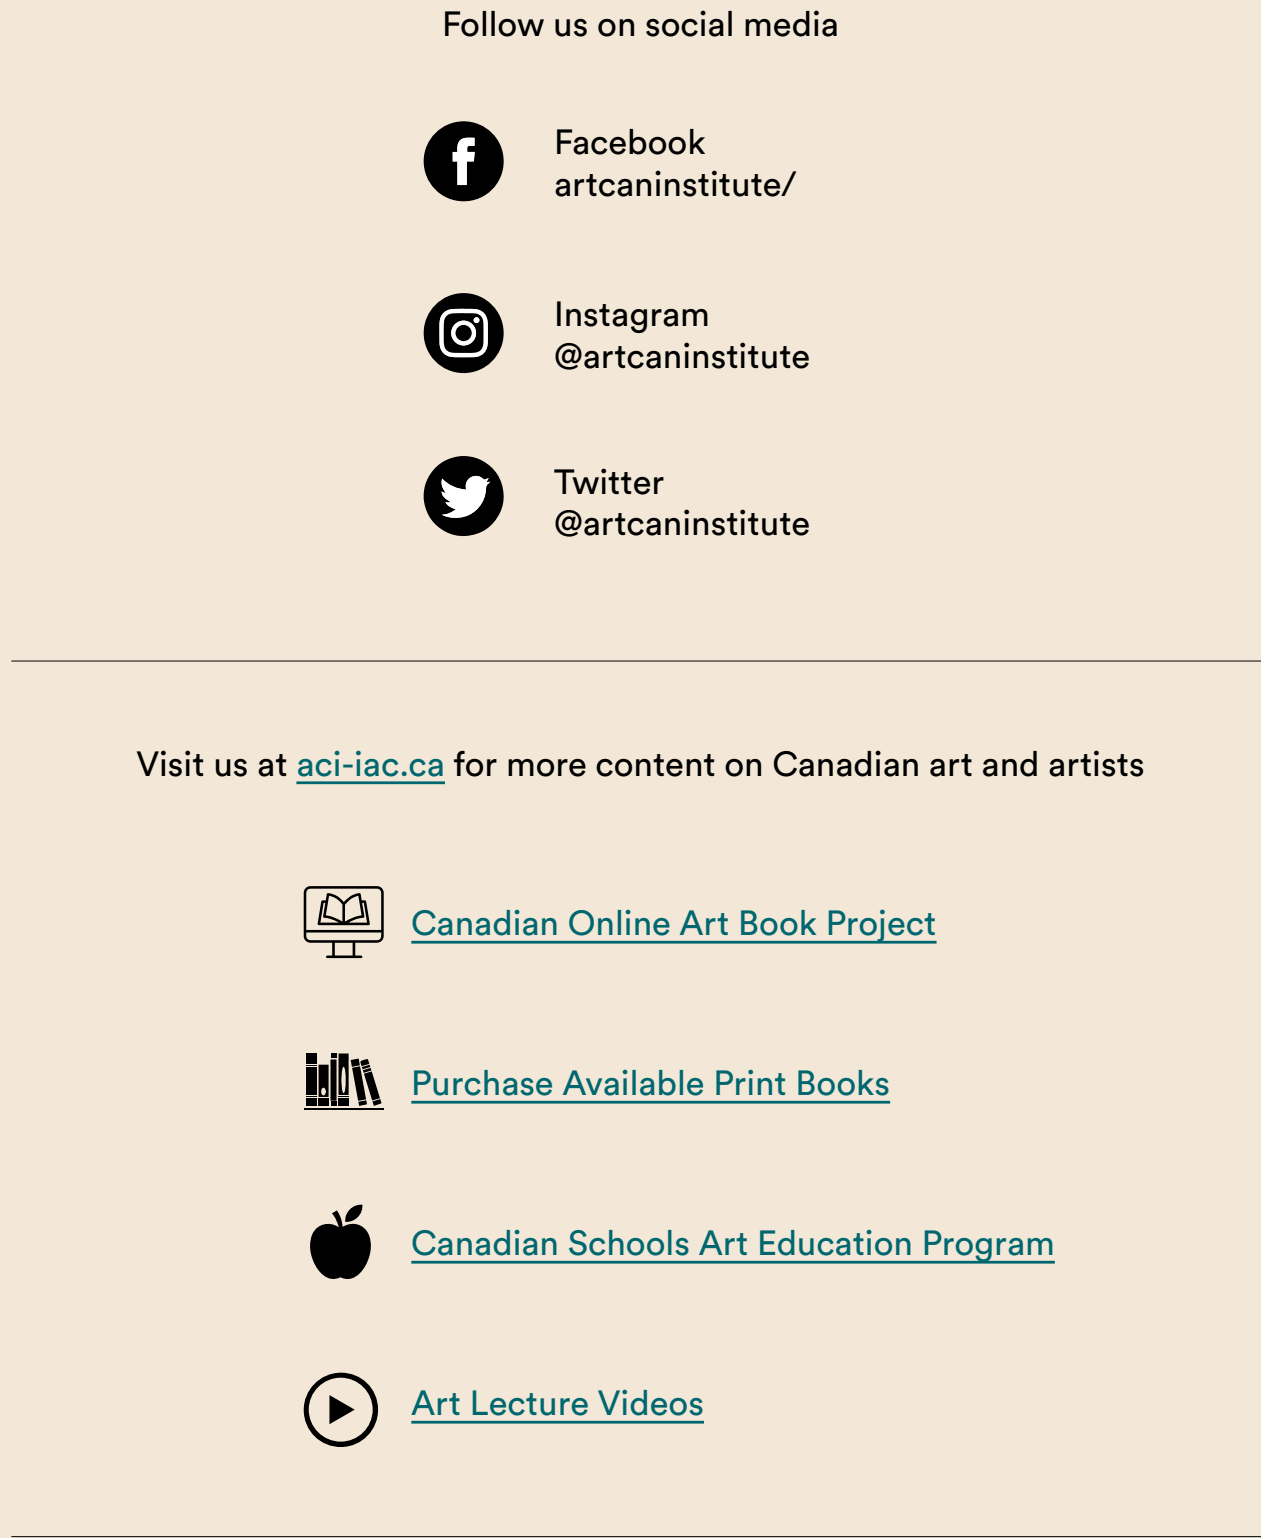 Follow us on social media
Facebook
artcaninstitute/
Instagram
@artcaninstitute
Twitter
@artcaninstitute
Visit us at aci-iac.ca for more content on Canadian art and artists
Canadian Online Art Book Project
Purchase Available Print Books
Canadian Schools Art Education Program
Art Lecture Videos